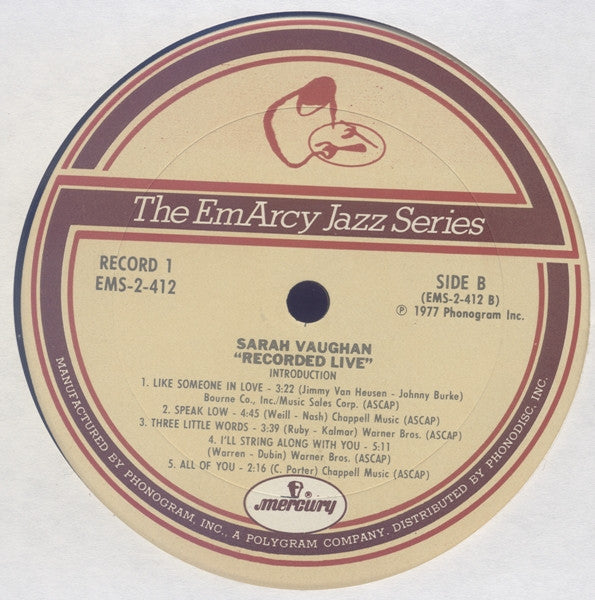 The EmArcy Jazz Series
RECORD 1
EMS-2-412
SIDE B
(EMS-2-412 B)
℗ 1977 Phonogram Inc.
SARAH VAUGHAN
"RECORDED LIVE"
INTRODUCTION
1. LIKE SOMEONE IN LOVE - 3:22 (Jimmy Van Heusen - Johnny Burke)
Bourne Co., Inc./Music Sales Corp. (ASCAP)
2. SPEAK LOW - 4:45 (Weill - Nash) Chappell Music (ASCAP)
3. THREE LITTLE WORDS - 3:39 (Ruby - Kalmar) Warner Bros. (ASCAP)
4. I'LL STRING ALONG WITH YOU - 5:11
(Warren - Dubin) Warner Bros. (ASCAP)
5. ALL OF YOU - 2:16 (C. Porter) Chappell Music (ASCAP)
mercury
MANUFACTURED BY PHONOGRAM, INC., A POLYGRAM COMPANY. DISTRIBUTED BY PHONODISC, INC.